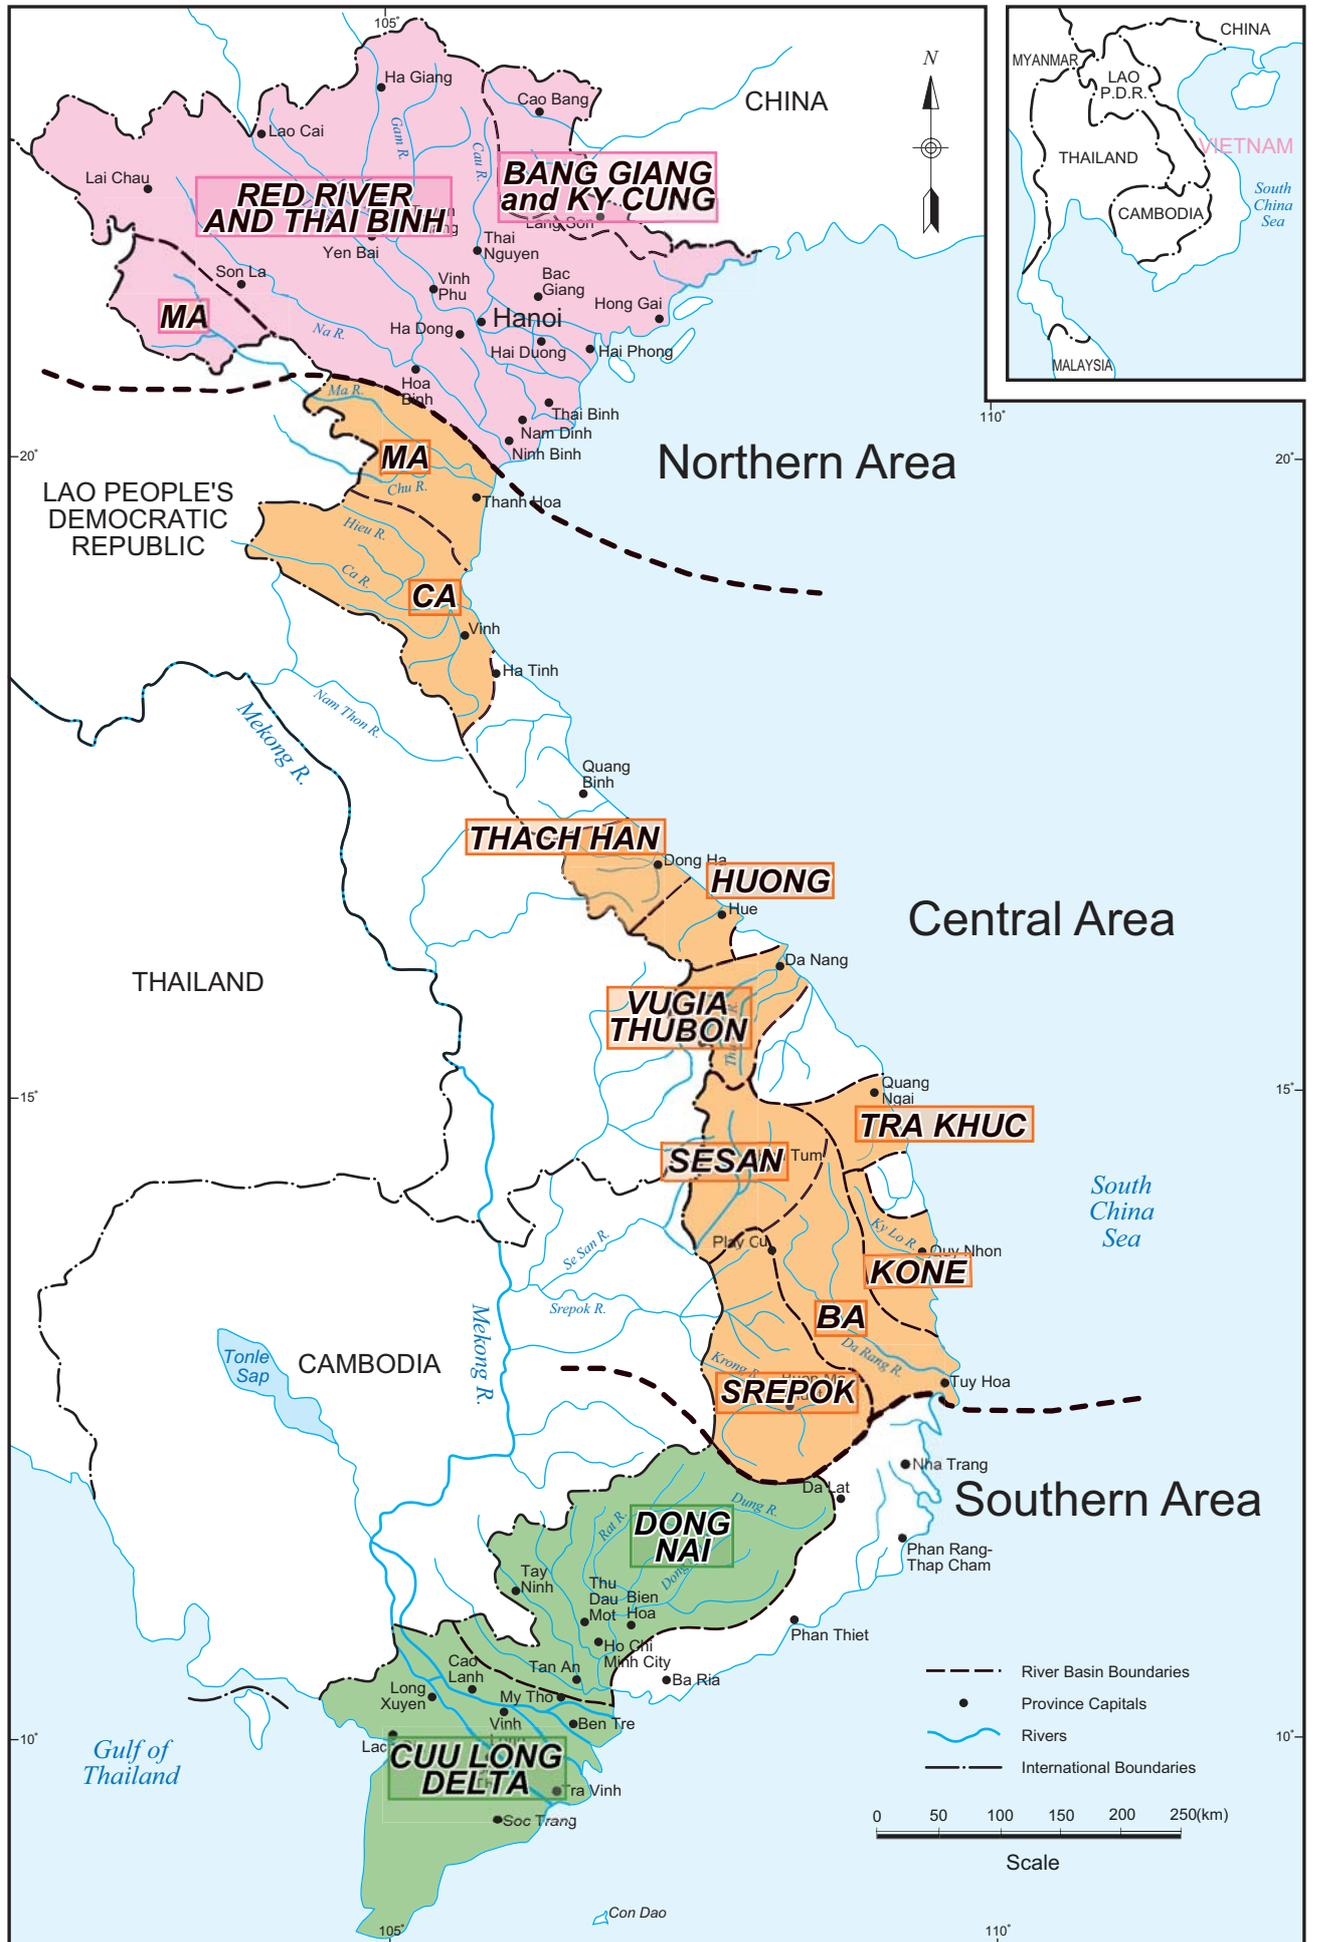 105°
Ha Giang
Cao Bang
CHINA
N
Lao Cai
Gam R.
Cau R.
Lai Chau
RED RIVER
AND THAI BINH
BANG GIANG
and KY CUNG
Lang Son
Yen Bai
Thai
Nguyen
Son La
Vinh
Phu
Bac
Giang
Hong Gai
MA
Na R.
Ha Dong
Hanoi
Hai Duong
Hai Phong
Hoa
Binh
Ma R.
Thai Binh
Nam Dinh
Ninh Binh
CHINA
MYANMAR
LAO
P.D.R.
VIETNAM
THAILAND
CAMBODIA
South
China
Sea
MALAYSIA
110°
20°
20°
Northern Area
MA
Chu R.
Thanh Hoa
LAO PEOPLE'S
DEMOCRATIC
REPUBLIC
Hieu R.
Ca R.
CA
Vinh
Ha Tinh
Nam Thon R.
Mekong R.
Quang
Binh
THACH HAN
Dong Ha
HUONG
Hue
Central Area
Da Nang
THAILAND
VUGIA
THUBON
15°
15°
Quang
Ngai
TRA KHUC
SESAN
Tum
South
China
Sea
Play Cu
Ky Lo R.
Quy Nhon
KONE
Se San R.
Srepok R.
BA
Mekong R.
Tonle
Sap
CAMBODIA
Da Rang R.
Krong R.
SREPOK
Tuy Hoa
Nha Trang
Southern Area
Da Lat
Dung R.
Rat R.
DONG
NAI
Dong
Phan Rang-
Thap Cham
Tay
Ninh
Thu
Dau
Mot
Bien
Hoa
Phan Thiet
Ho Chi
Minh City
Cao
Lanh
Tan An
Ba Ria
Long
Xuyen
My Tho
Vinh
Ben Tre
CUU LONG
DELTA
Tra Vinh
Soc Trang
Gulf of
Thailand
10°
10°
River Basin Boundaries
Province Capitals
Rivers
International Boundaries
0 50 100 150 200 250(km)
Scale
Con Dao
105°
110°